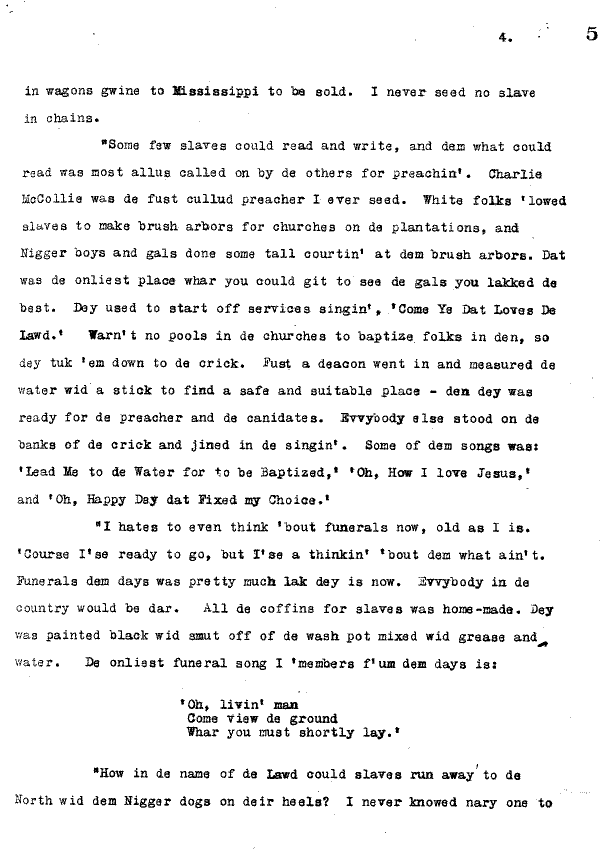 4. 5
in wagons gwine to Mississippi to be sold. I never seed no slave
in chains.
"Some few slaves could read and write, and dem what could
read was most allus called on by de others for preachin'. Charlie
McCollie was de fust cullud preacher I ever seed. White folks 'lowed
slaves to make brush arbors for churches on de plantations, and
Nigger boys and gals done some tall courtin' at dem brush arbors. Dat
was de onliest place whar you could git to see de gals you lakked de
best. Dey used to start off services singin', 'Come Ye Dat Loves De
Lawd.' Warn't no pools in de churches to baptize folks in den, so
dey tuk 'em down to de crick. Fust a deacon went in and measured de
water wid a stick to find a safe and suitable place - den dey was
ready for de preacher and de canidates. Evvybody else stood on de
banks of de crick and jined in de singin'. Some of dem songs was:
'Lead Me to de Water for to be Baptized,' 'Oh, How I love Jesus,'
and 'Oh, Happy Day dat Fixed my Choice.'
"I hates to even think 'bout funerals now, old as I is.
'Course I'se ready to go, but I'se a thinkin' 'bout dem what ain't.
Funerals dem days was pretty much lak dey is now. Evvybody in de
country would be dar. All de coffins for slaves was home-made. Dey
was painted black wid smut off of de wash pot mixed wid grease and
water. De onliest funeral song I 'members f'um dem days is:
'Oh, livin' man
Come view de ground
Whar you must shortly lay.'
"How in de name of de Lawd could slaves run away to de
North wid dem Nigger dogs on deir heels? I never knowed nary one to